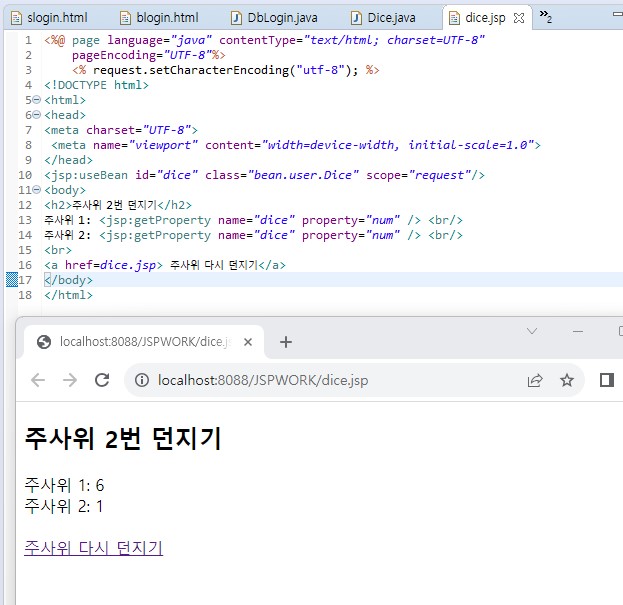 slogin.html blogin.html DbLogin.java Dice.java dice.jsp »2
1 <%@ page language="java" contentType="text/html; charset=UTF-8"
2 pageEncoding="UTF-8"%>
3 <% request.setCharacterEncoding("utf-8"); %>
4 <!DOCTYPE html>
5 <html>
6 <head>
7 <meta charset="UTF-8">
8 <meta name="viewport" content="width=device-width, initial-scale=1.0">
9 </head>
10 <jsp:useBean id="dice" class="bean.user.Dice" scope="request"/>
11 <body>
12 <h2>주사위 2번 던지기</h2>
13 주사위 1: <jsp:getProperty name="dice" property="num" /> <br/>
14 주사위 2: <jsp:getProperty name="dice" property="num" /> <br/>
15 <br>
16 <a href=dice.jsp> 주사위 다시 던지기</a>
17 </body>
18 </html>
localhost:8088/JSPWORK/dice.j
localhost:8088/JSPWORK/dice.jsp
주사위 2번 던지기
주사위 1: 6
주사위 2: 1
주사위 다시 던지기